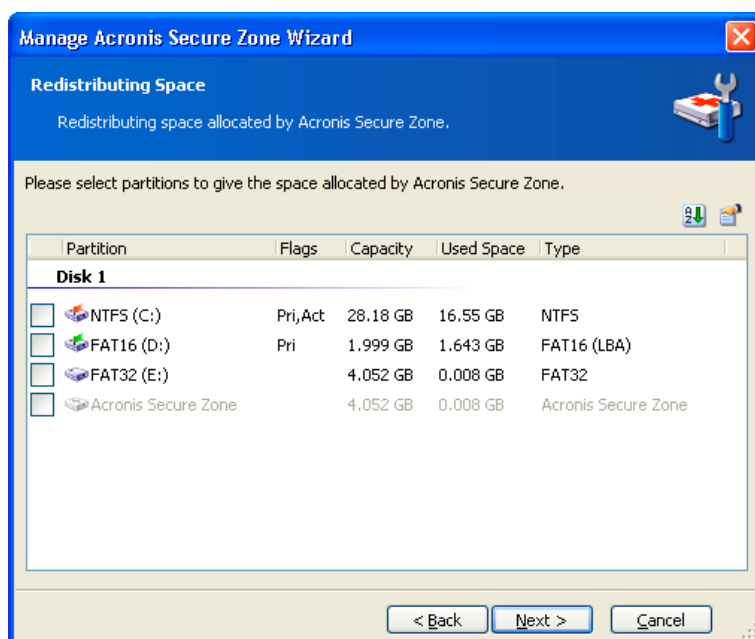 Manage Acronis Secure Zone Wizard
Redistributing Space
Redistributing space allocated by Acronis Secure Zone.
Please select partitions to give the space allocated by Acronis Secure Zone.
Partition Flags Capacity Used Space Type
Disk 1
NTFS (C:) Pri,Act 28.18 GB 16.55 GB NTFS
FAT16 (D:) Pri 1.999 GB 1.643 GB FAT16 (LBA)
FAT32 (E:) 4.052 GB 0.008 GB FAT32
Acronis Secure Zone 4.052 GB 0.008 GB Acronis Secure Zone
< Back Next > Cancel